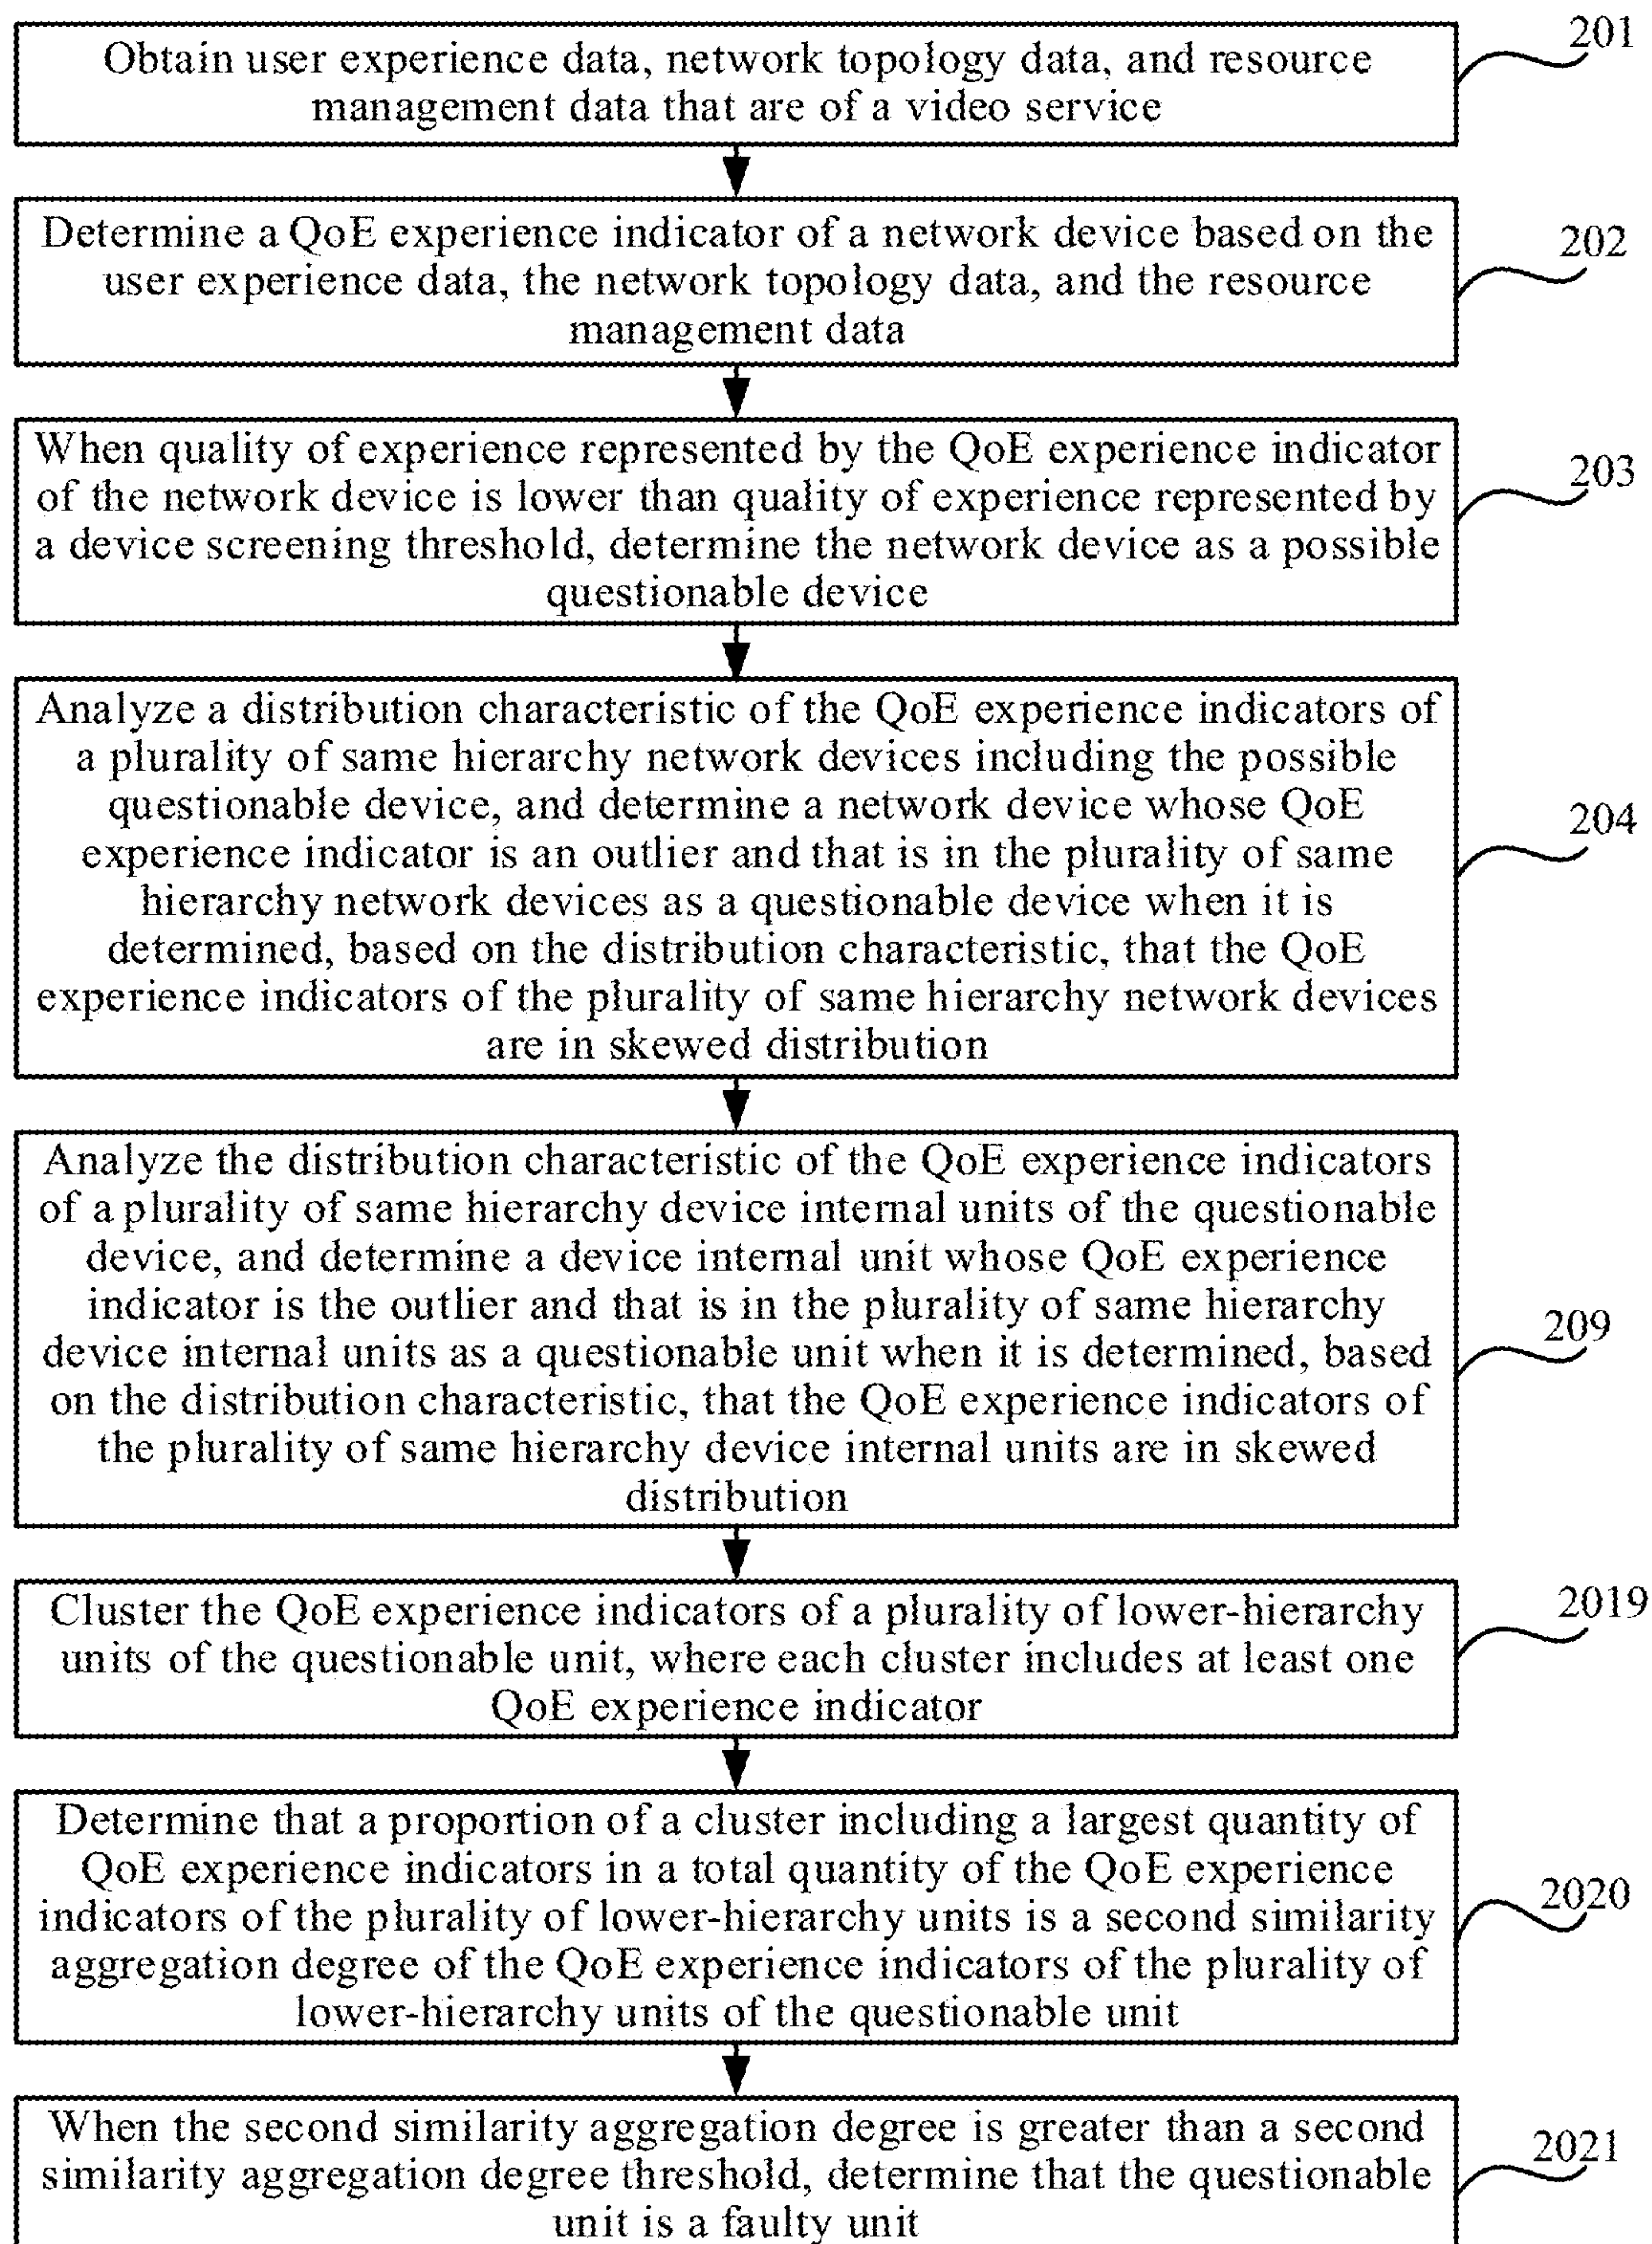 201
Obtain user experience data, network topology data, and resource
management data that are of a video service
202
Determine a QoE experience indicator of a network device based on the
user experience data, the network topology data, and the resource
management data
203
When quality of experience represented by the QoE experience indicator
of the network device is lower than quality of experience represented by
a device screening threshold, determine the network device as a possible
questionable device
204
Analyze a distribution characteristic of the QoE experience indicators of
a plurality of same hierarchy network devices including the possible
questionable device, and determine a network device whose QoE
experience indicator is an outlier and that is in the plurality of same
hierarchy network devices as a questionable device when it is
determined, based on the distribution characteristic, that the QoE
experience indicators of the plurality of same hierarchy network devices
are in skewed distribution
209
Analyze the distribution characteristic of the QoE experience indicators
of a plurality of same hierarchy device internal units of the questionable
device, and determine a device internal unit whose QoE experience
indicator is the outlier and that is in the plurality of same hierarchy
device internal units as a questionable unit when it is determined, based
on the distribution characteristic, that the QoE experience indicators of
the plurality of same hierarchy device internal units are in skewed
distribution
2019
Cluster the QoE experience indicators of a plurality of lower-hierarchy
units of the questionable unit, where each cluster includes at least one
QoE experience indicator
2020
Determine that a proportion of a cluster including a largest quantity of
QoE experience indicators in a total quantity of the QoE experience
indicators of the plurality of lower-hierarchy units is a second similarity
aggregation degree of the QoE experience indicators of the plurality of
lower-hierarchy units of the questionable unit
2021
When the second similarity aggregation degree is greater than a second
similarity aggregation degree threshold, determine that the questionable
unit is a faulty unit